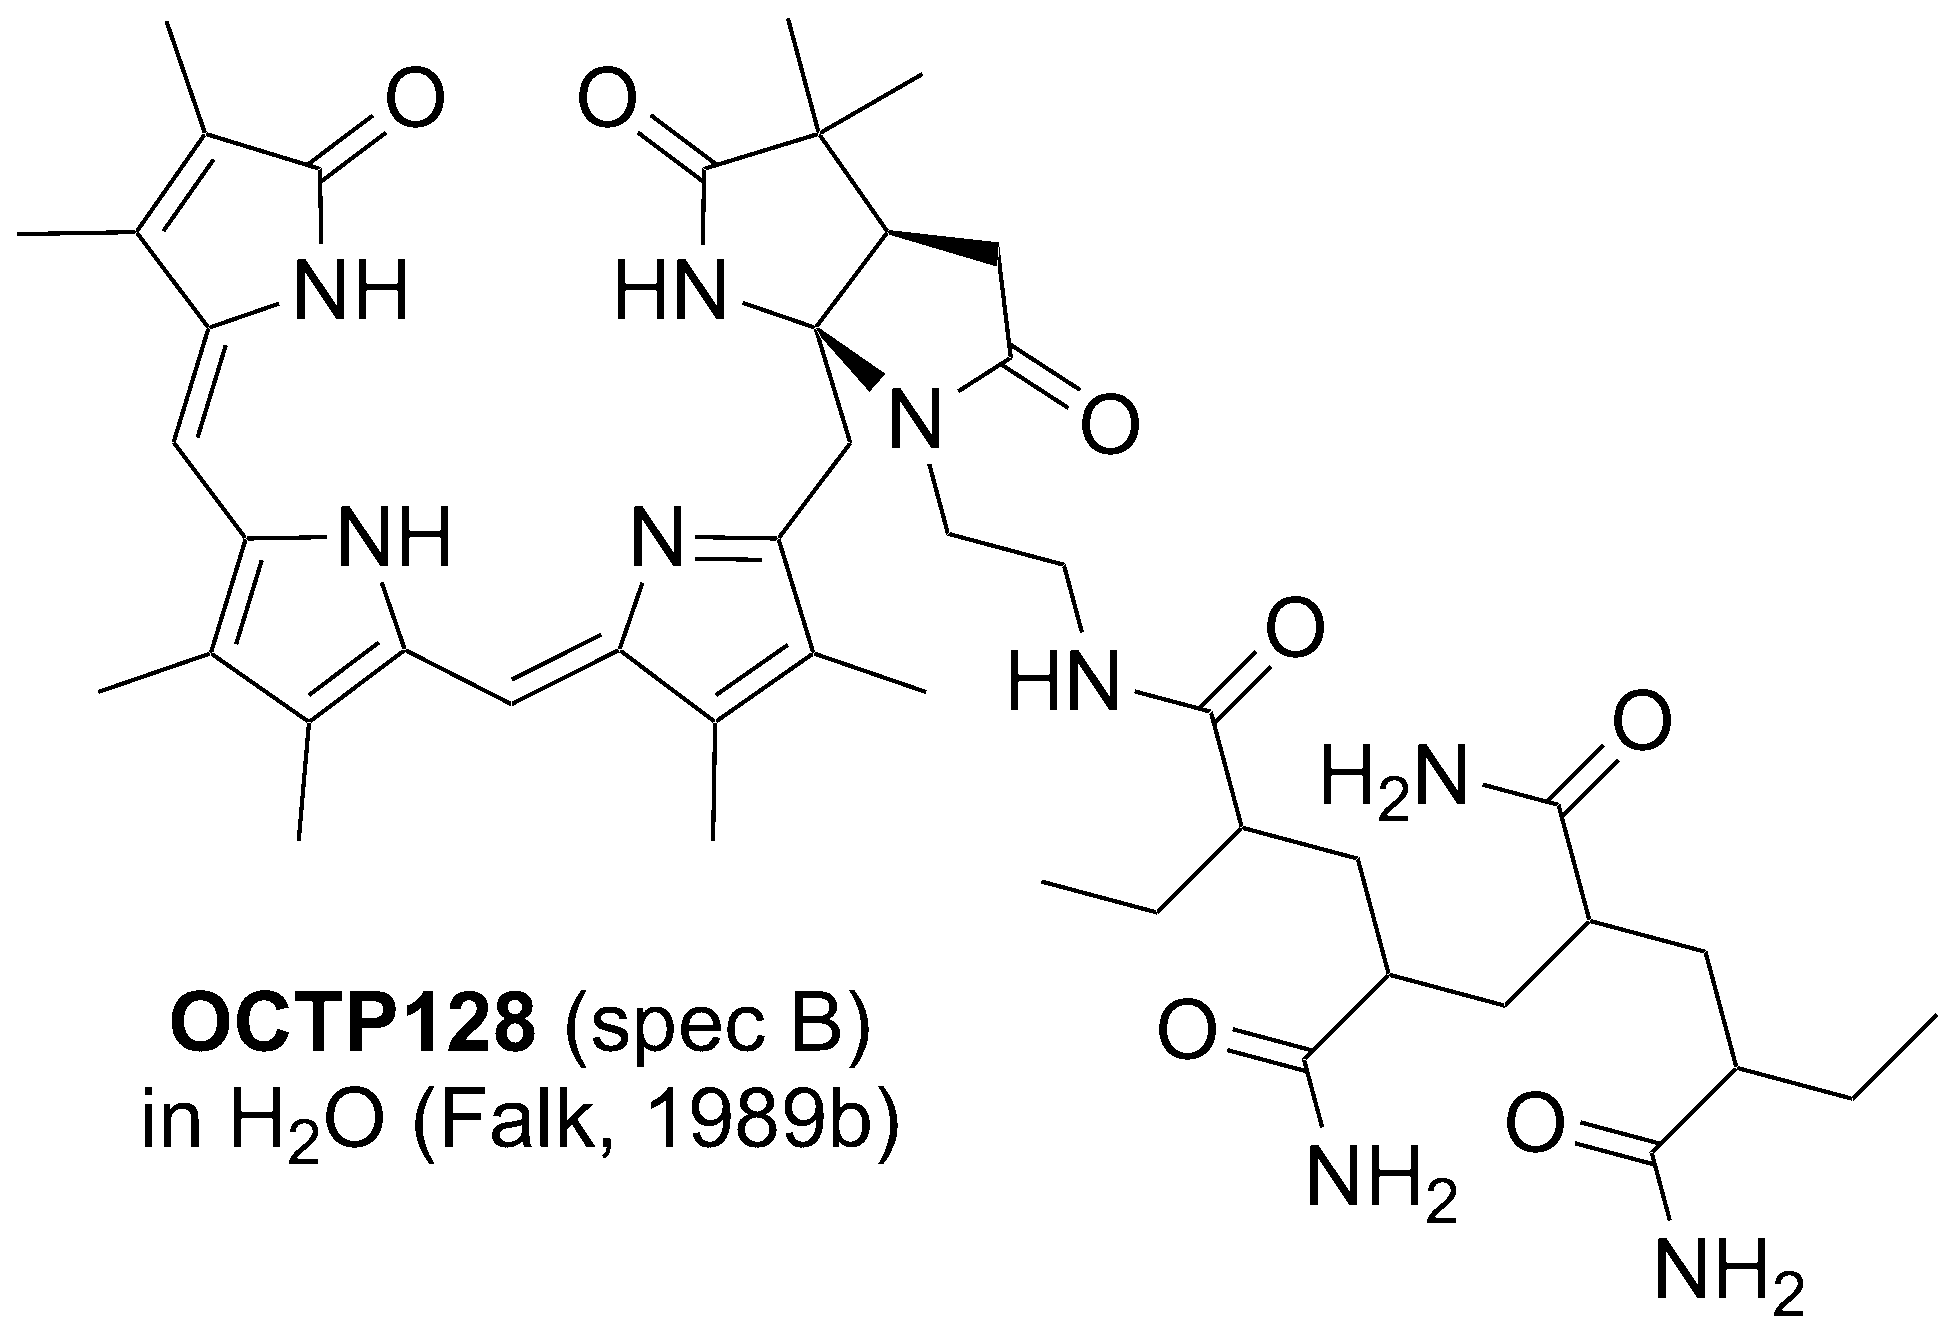 O
O
NH
HN
N
O
NH
N
HN
O
H₂N
O
O
NH₂
O
NH₂
OCTP128 (spec B)
in H₂O (Falk, 1989b)